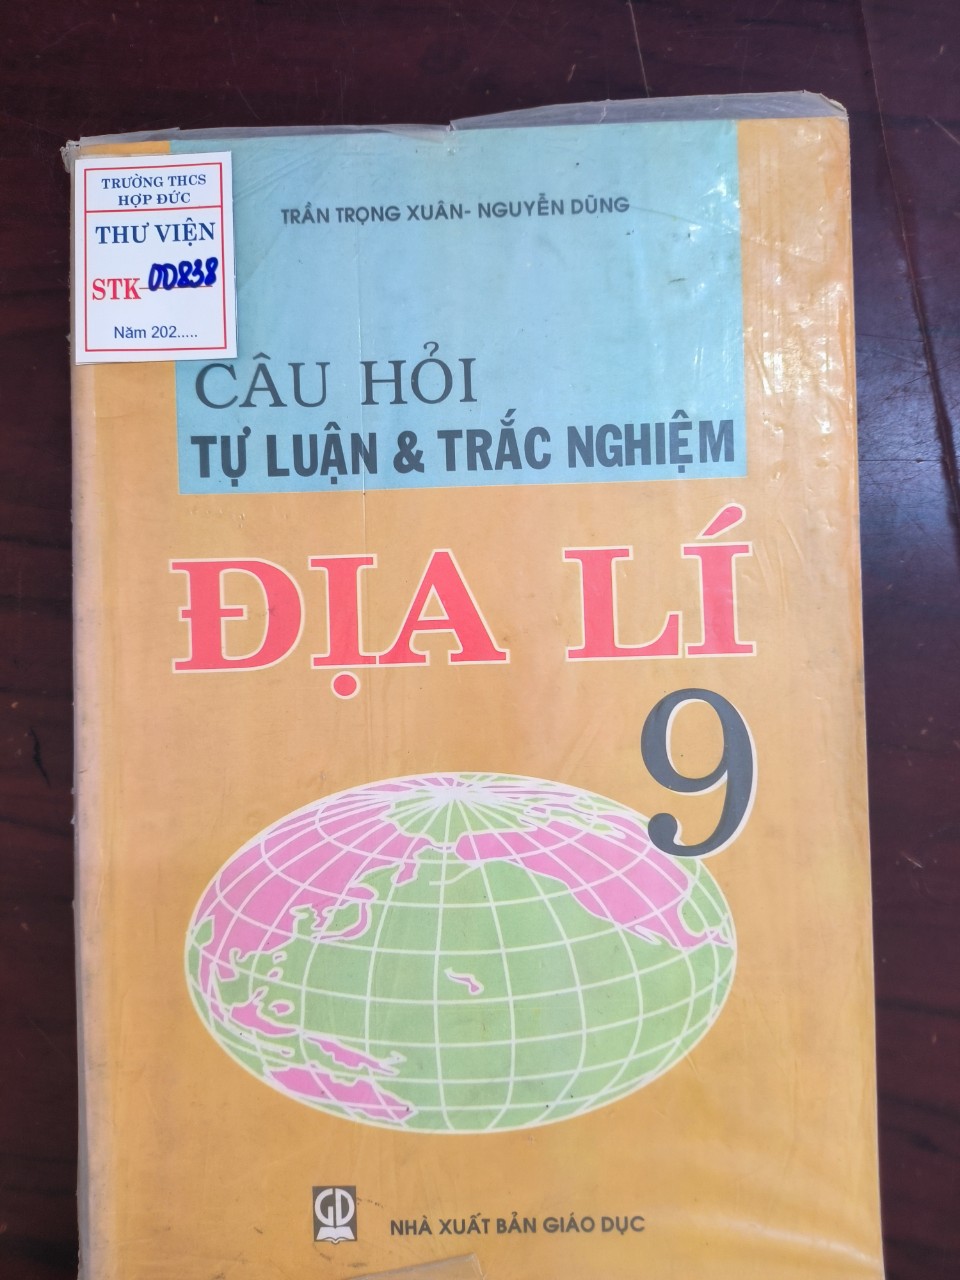 TRƯỜNG THCS
HỢP ĐỨC
THƯ VIỆN
STK 00838
Năm 202.....
TRẦN TRỌNG XUÂN- NGUYỄN DŨNG
CÂU HỎI
TỰ LUẬN & TRẮC NGHIỆM
ĐỊA LÍ
9
GD
NHÀ XUẤT BẢN GIÁO DỤC